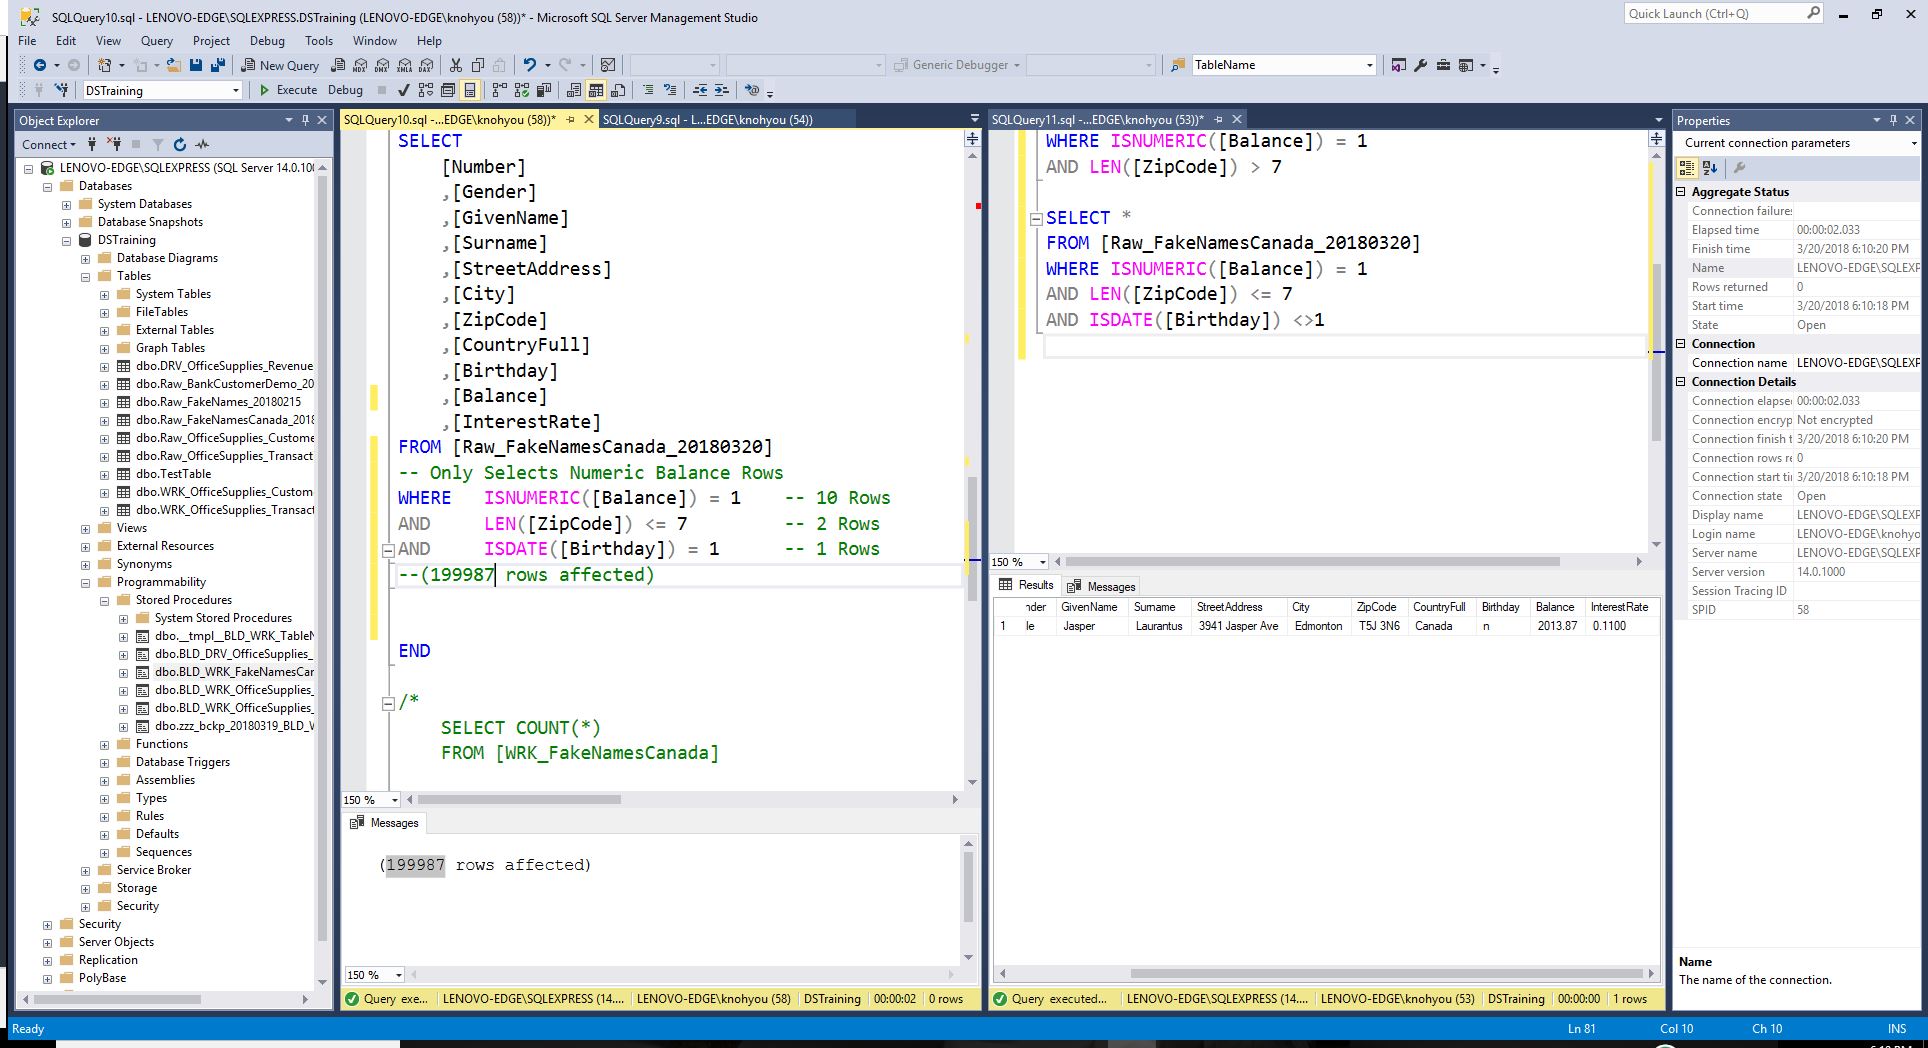 SQLQuery10.sql - LENOVO-EDGE\SQLEXPRESS.DSTraining (LENOVO-EDGE\knohyou (58))* - Microsoft SQL Server Management Studio
Quick Launch (Ctrl+Q)
File Edit View Query Project Debug Tools Window Help
New Query
MDX DMX XMLA DAX
Generic Debugger
TableName
DSTraining
Execute Debug
Object Explorer
Connect
LENOVO-EDGE\SQLEXPRESS (SQL Server 14.0.100
Databases
System Databases
Database Snapshots
DSTraining
Database Diagrams
Tables
System Tables
FileTables
External Tables
Graph Tables
dbo.DRV_OfficeSupplies_Revenue
dbo.Raw_BankCustomerDemo_20
dbo.Raw_FakeNames_20180215
dbo.Raw_FakeNamesCanada_2018
dbo.Raw_OfficeSupplies_Custome
dbo.Raw_OfficeSupplies_Transact
dbo.TestTable
dbo.WRK_OfficeSupplies_Custom
dbo.WRK_OfficeSupplies_Transact
Views
External Resources
Synonyms
Programmability
Stored Procedures
System Stored Procedures
dbo.__tmpl__BLD_WRK_TableN
dbo.BLD_DRV_OfficeSupplies_
dbo.BLD_WRK_FakeNamesCar
dbo.BLD_WRK_OfficeSupplies_
dbo.BLD_WRK_OfficeSupplies_
dbo.zzz_bckp_20180319_BLD_W
Functions
Database Triggers
Assemblies
Types
Rules
Defaults
Sequences
Service Broker
Storage
Security
Security
Server Objects
Replication
PolyBase
SQLQuery10.sql -...EDGE\knohyou (58))*
SQLQuery9.sql - L...EDGE\knohyou (54))
SELECT
[Number]
,[Gender]
,[GivenName]
,[Surname]
,[StreetAddress]
,[City]
,[ZipCode]
,[CountryFull]
,[Birthday]
,[Balance]
,[InterestRate]
FROM [Raw_FakeNamesCanada_20180320]
-- Only Selects Numeric Balance Rows
WHERE ISNUMERIC([Balance]) = 1 -- 10 Rows
AND LEN([ZipCode]) <= 7 -- 2 Rows
AND ISDATE([Birthday]) = 1 -- 1 Rows
--(199987 rows affected)
END
/*
SELECT COUNT(*)
FROM [WRK_FakeNamesCanada]
150 %
Messages
(199987 rows affected)
150 %
Query exe... LENOVO-EDGE\SQLEXPRESS (14.... LENOVO-EDGE\knohyou (58) DSTraining 00:00:02 0 rows
SQLQuery11.sql -...EDGE\knohyou (53))*
WHERE ISNUMERIC([Balance]) = 1
AND LEN([ZipCode]) > 7
SELECT *
FROM [Raw_FakeNamesCanada_20180320]
WHERE ISNUMERIC([Balance]) = 1
AND LEN([ZipCode]) <= 7
AND ISDATE([Birthday]) <>1
150 %
Results Messages
nder GivenName Surname StreetAddress City ZipCode CountryFull Birthday Balance InterestRate
1 le Jasper Laurantus 3941 Jasper Ave Edmonton T5J 3N6 Canada n 2013.87 0.1100
Query executed... LENOVO-EDGE\SQLEXPRESS (14.... LENOVO-EDGE\knohyou (53) DSTraining 00:00:00 1 rows
Properties
Current connection parameters
Aggregate Status
Connection failures
Elapsed time 00:00:02.033
Finish time 3/20/2018 6:10:20 PM
Name LENOVO-EDGE\SQLEXP
Rows returned 0
Start time 3/20/2018 6:10:18 PM
State Open
Connection
Connection name LENOVO-EDGE\SQLEXP
Connection Details
Connection elapse 00:00:02.033
Connection encryp Not encrypted
Connection finish t 3/20/2018 6:10:20 PM
Connection rows re 0
Connection start ti 3/20/2018 6:10:18 PM
Connection state Open
Display name LENOVO-EDGE\SQLEXP
Login name LENOVO-EDGE\knohyo
Server name LENOVO-EDGE\SQLEXP
Server version 14.0.1000
Session Tracing ID
SPID 58
Name
The name of the connection.
Ready
Ln 81 Col 10 Ch 10 INS